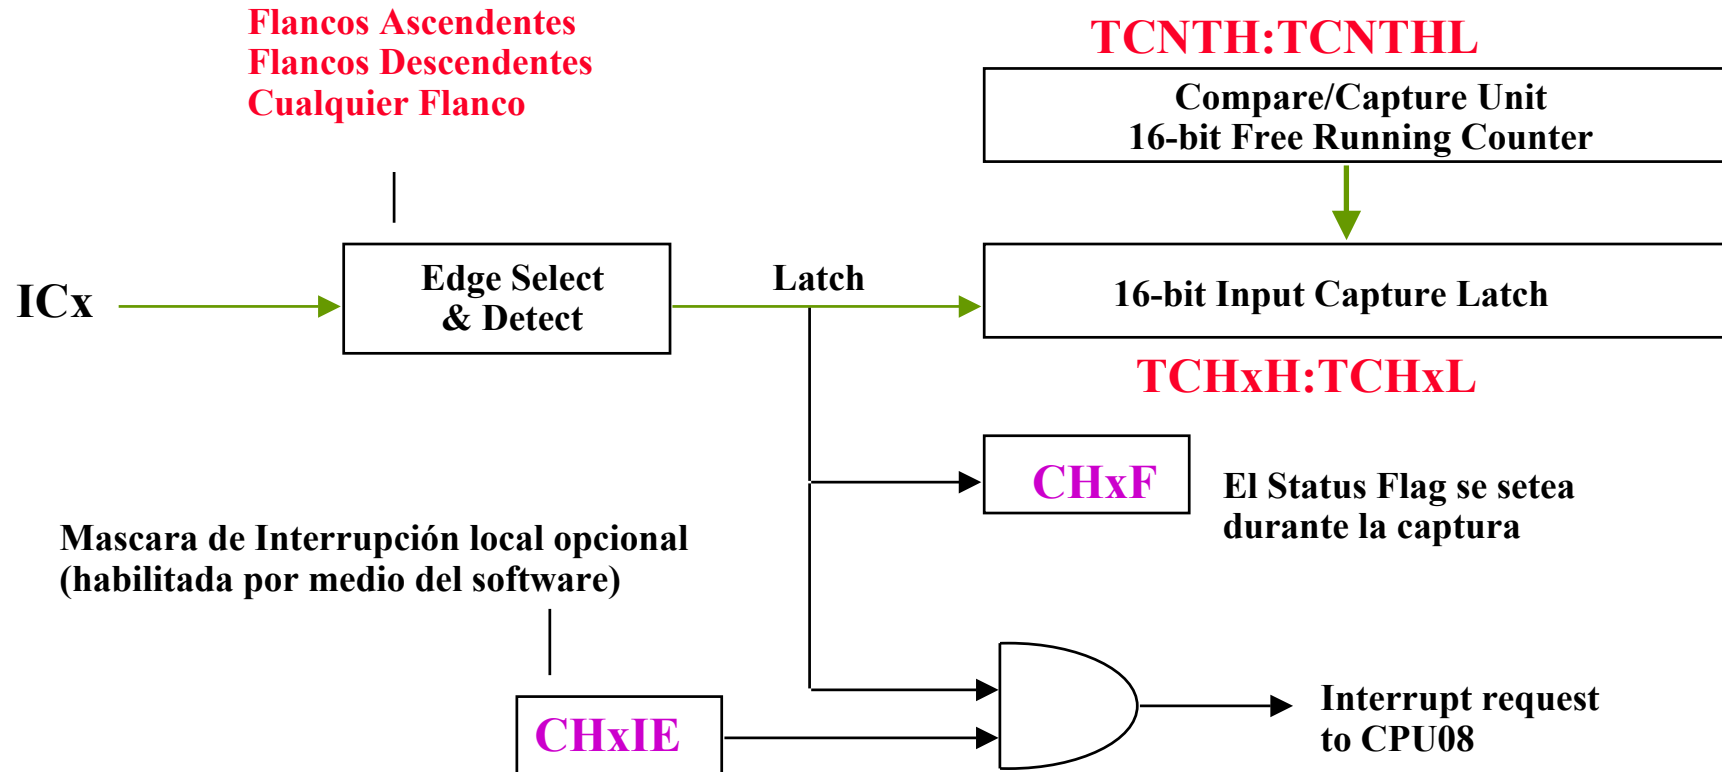 Flancos Ascendentes
Flancos Descendentes
Cualquier Flanco
TCNTH:TCNTHL
Compare/Capture Unit
16-bit Free Running Counter
ICx
Edge Select
& Detect
Latch
16-bit Input Capture Latch
TCHxH:TCHxL
CHxF
El Status Flag se setea
durante la captura
Mascara de Interrupción local opcional
(habilitada por medio del software)
CHxIE
Interrupt request
to CPU08